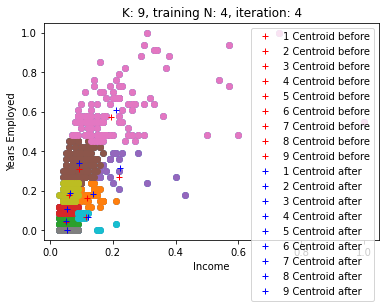 K: 9, training N: 4, iteration: 4
Years Employed
1.0
0.8
0.6
0.4
0.2
0.0
1 Centroid before
2 Centroid before
3 Centroid before
4 Centroid before
5 Centroid before
6 Centroid before
7 Centroid before
8 Centroid before
9 Centroid before
1 Centroid after
2 Centroid after
3 Centroid after
4 Centroid after
5 Centroid after
6 Centroid after
7 Centroid after
8 Centroid after
9 Centroid after
0.0 0.2 0.4 0.6 0.8 1.0
Income